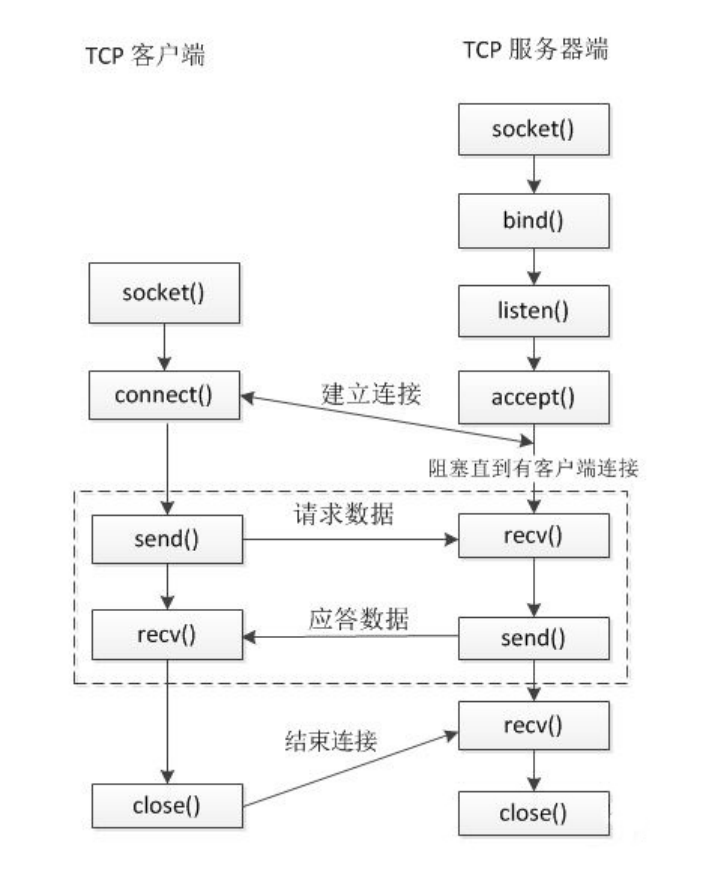 TCP 客户端
TCP 服务器端
socket()
bind()
socket()
listen()
connect()
建立连接
accept()
阻塞直到有客户端连接
send()
请求数据
recv()
recv()
应答数据
send()
recv()
结束连接
close()
close()